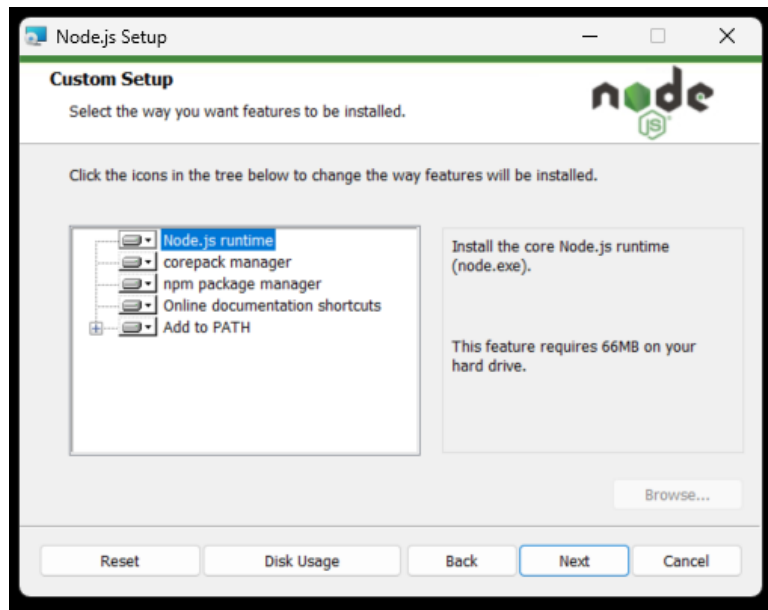 Node.js Setup
Custom Setup
Select the way you want features to be installed.
node
JS
Click the icons in the tree below to change the way features will be installed.
Node.js runtime
corepack manager
npm package manager
Online documentation shortcuts
Add to PATH
Install the core Node.js runtime
(node.exe).
This feature requires 66MB on your
hard drive.
Browse...
Reset
Disk Usage
Back
Next
Cancel